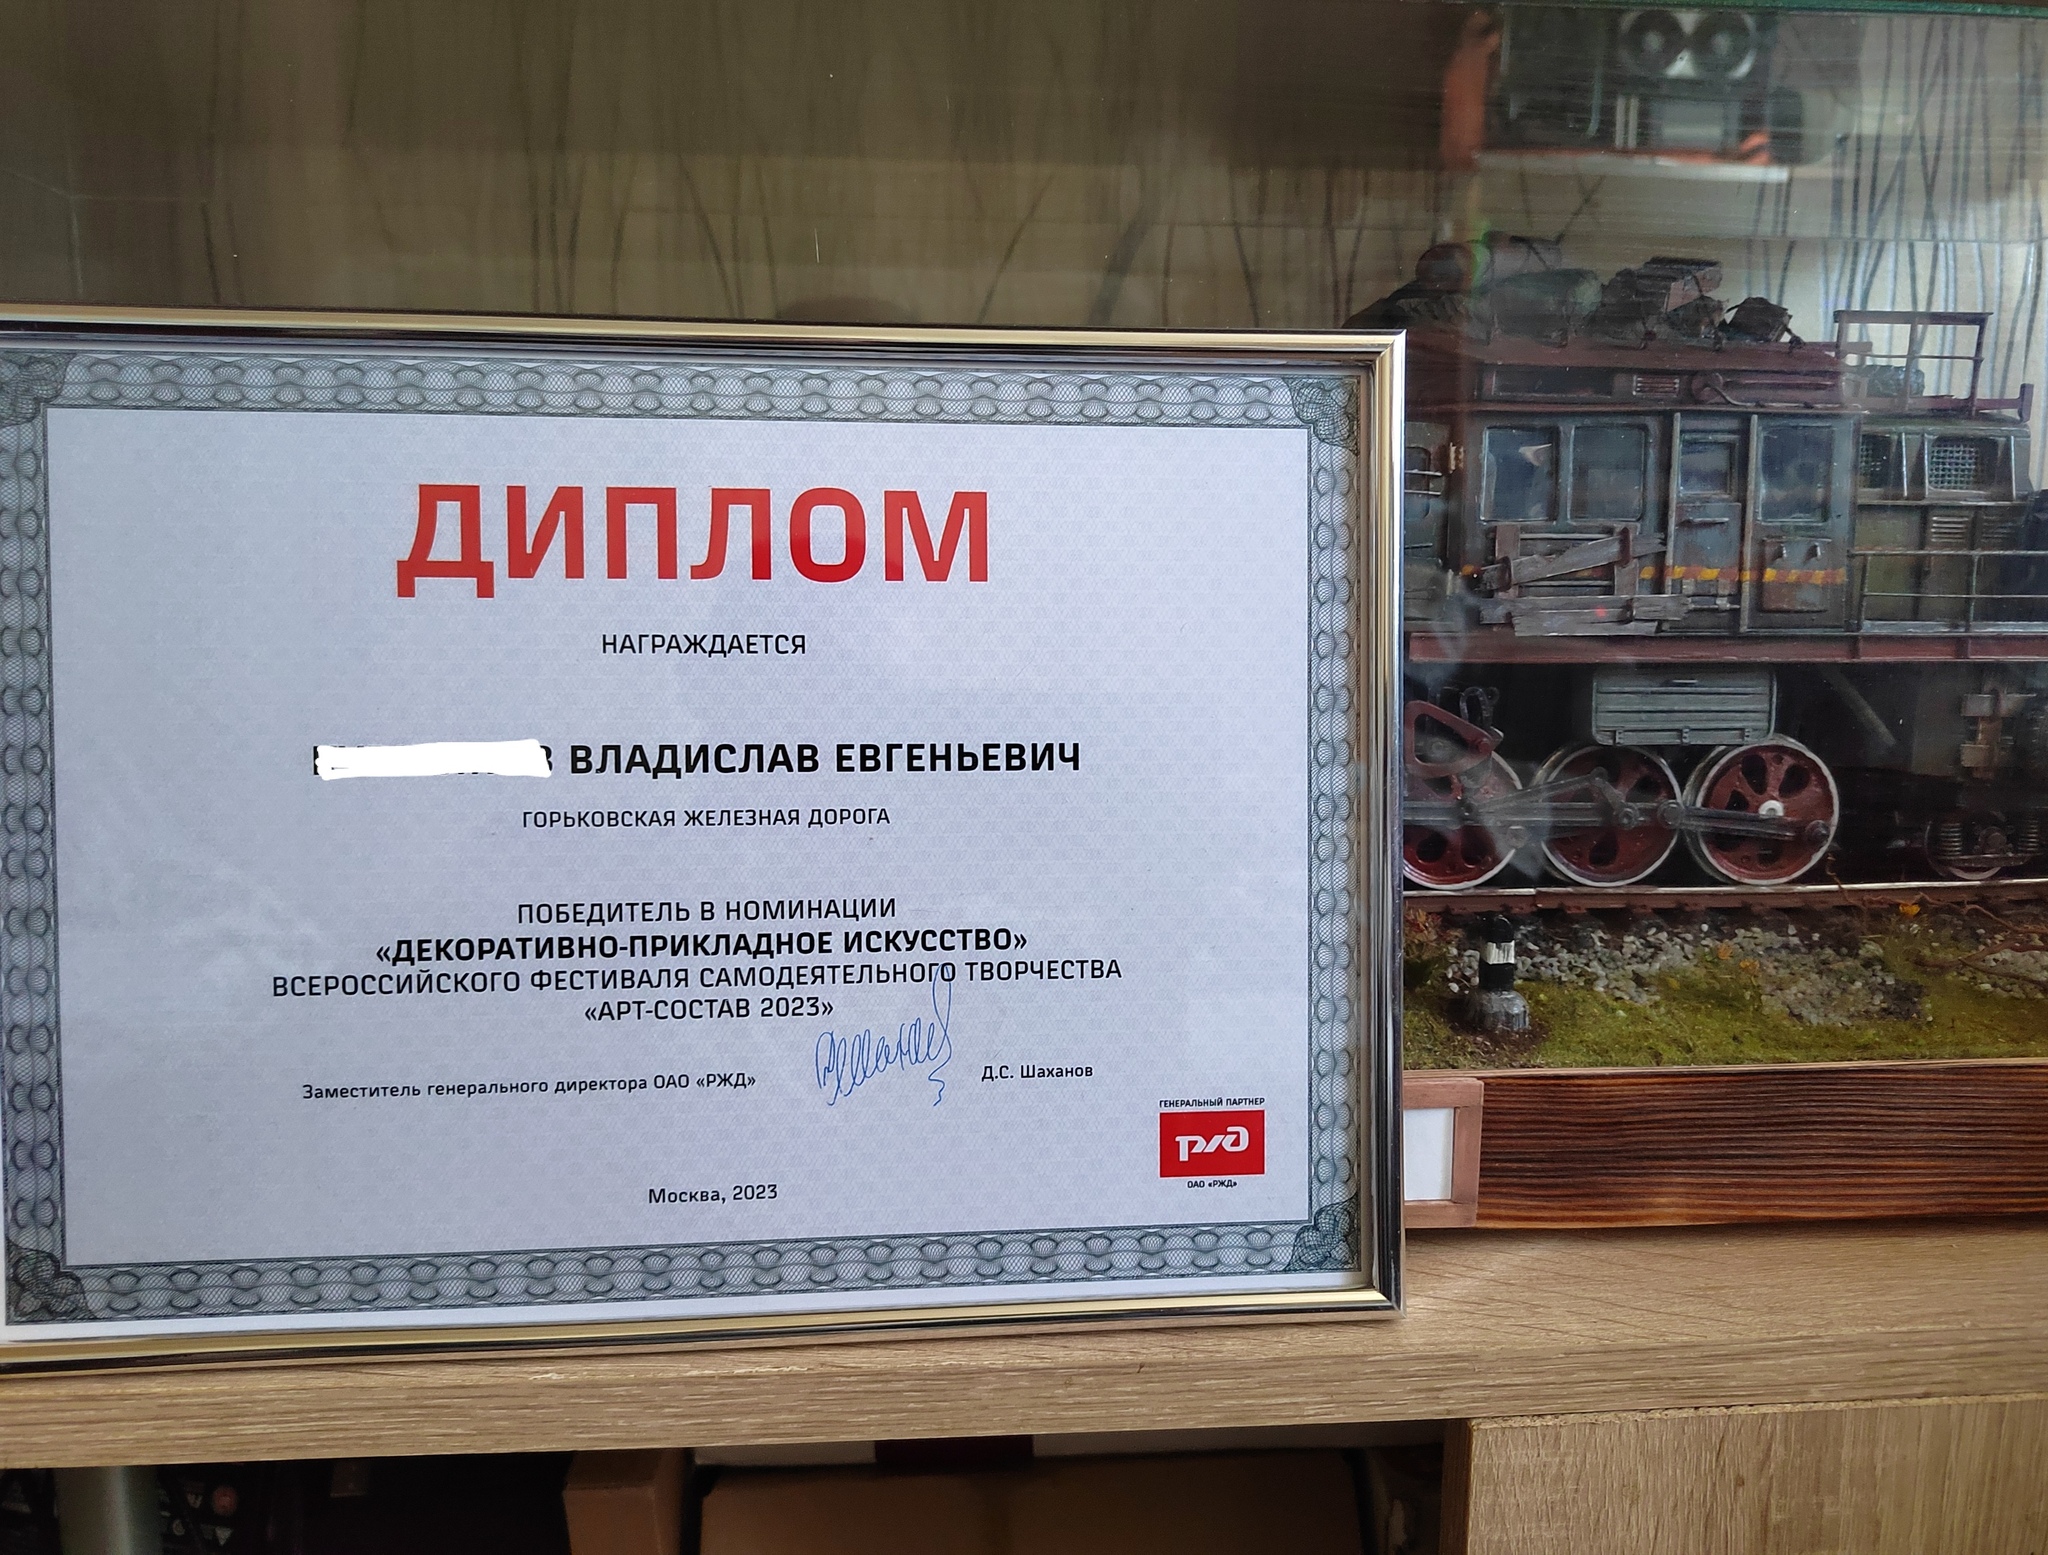 ДИПЛОМ
НАГРАЖДАЕТСЯ
ВЛАДИСЛАВ ЕВГЕНЬЕВИЧ
ГОРЬКОВСКАЯ ЖЕЛЕЗНАЯ ДОРОГА
ПОБЕДИТЕЛЬ В НОМИНАЦИИ
«ДЕКОРАТИВНО-ПРИКЛАДНОЕ ИСКУССТВО»
ВСЕРОССИЙСКОГО ФЕСТИВАЛЯ САМОДЕЯТЕЛЬНОГО ТВОРЧЕСТВА
«АРТ-СОСТАВ 2023»
Заместитель генерального директора ОАО «РЖД»
Д.С. Шаханов
ГЕНЕРАЛЬНЫЙ ПАРТНЕР
РЖД
ОАО «РЖД»
Москва, 2023